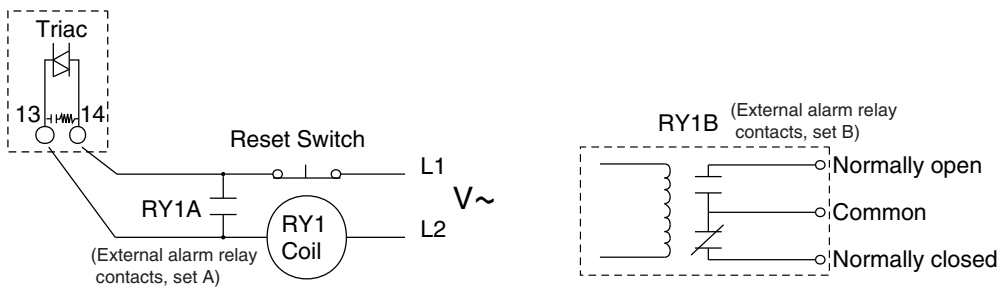 Triac
13
14
Reset Switch
L1
RY1A
RY1
Coil
V~
L2
(External alarm relay
contacts, set A)
RY1B
(External alarm relay
contacts, set B)
Normally open
Common
Normally closed